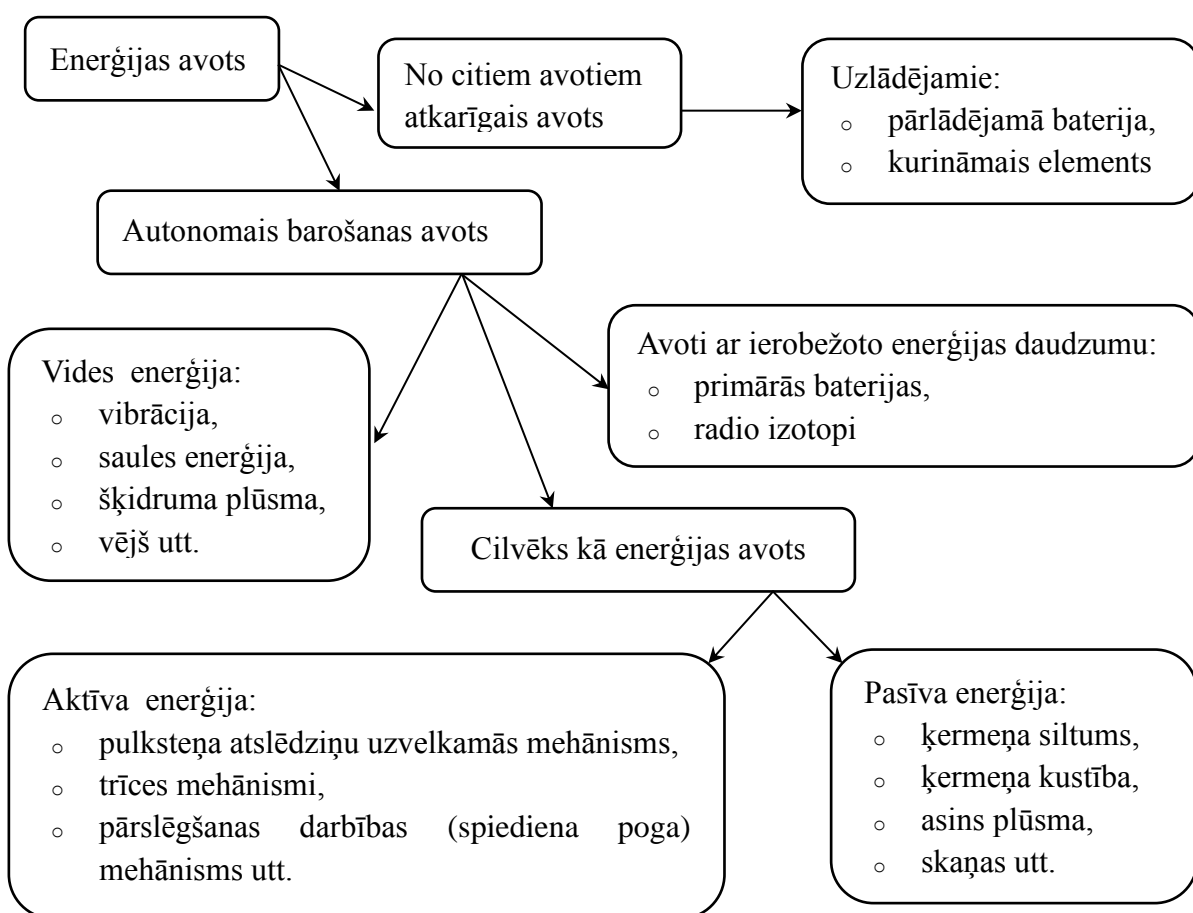 Enerģijas avots
No citiem avotiem
atkarīgais avots
Uzlādējamie:
o pārlādējamā baterija,
o kurināmais elements
Autonomais barošanas avots
Vides enerģija:
o vibrācija,
o saules enerģija,
o šķidruma plūsma,
o vējš utt.
Avoti ar ierobežoto enerģijas daudzumu:
o primārās baterijas,
o radio izotopi
Cilvēks kā enerģijas avots
Aktīva enerģija:
o pulksteņa atslēdziņu uzvelkamās mehānisms,
o trīces mehānismi,
o pārslēgšanas darbības (spiediena poga)
mehānisms utt.
Pasīva enerģija:
o ķermeņa siltums,
o ķermeņa kustība,
o asins plūsma,
o skaņas utt.